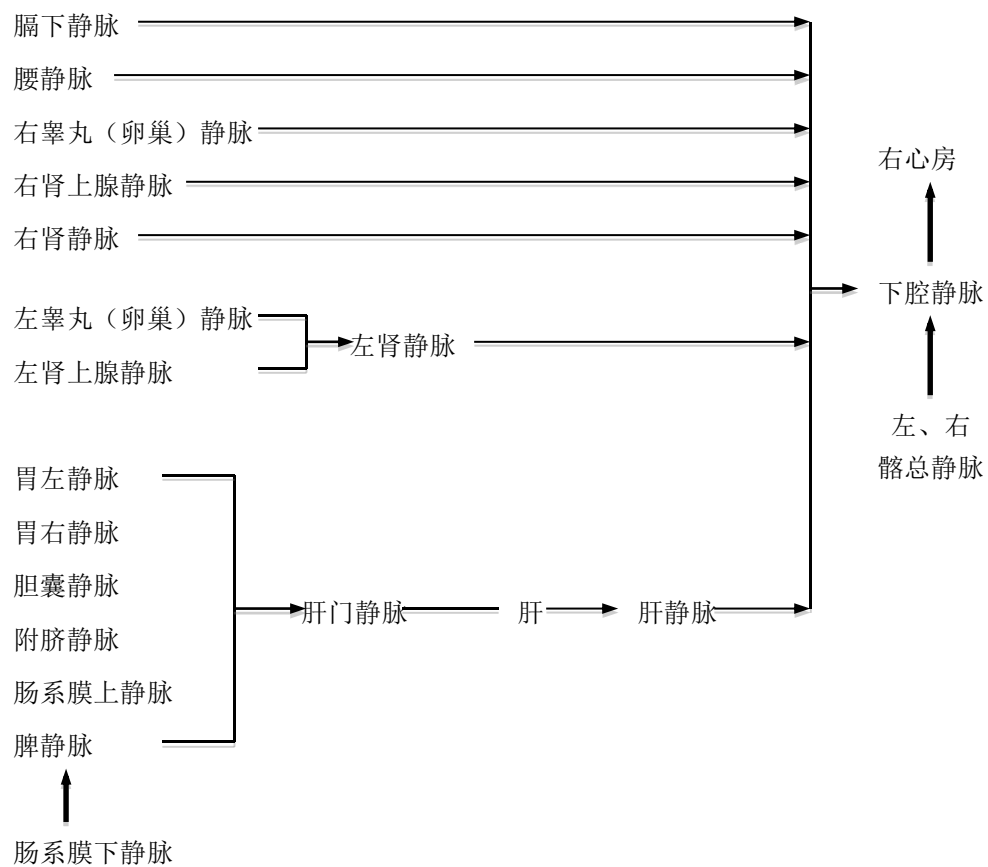 膈下静脉
腰静脉
右睾丸（卵巢）静脉
右肾上腺静脉
右肾静脉
左睾丸（卵巢）静脉
左肾上腺静脉
左肾静脉
胃左静脉
胃右静脉
胆囊静脉
附脐静脉
肠系膜上静脉
脾静脉
肠系膜下静脉
肝门静脉
肝
肝静脉
右心房
下腔静脉
左、右
髂总静脉